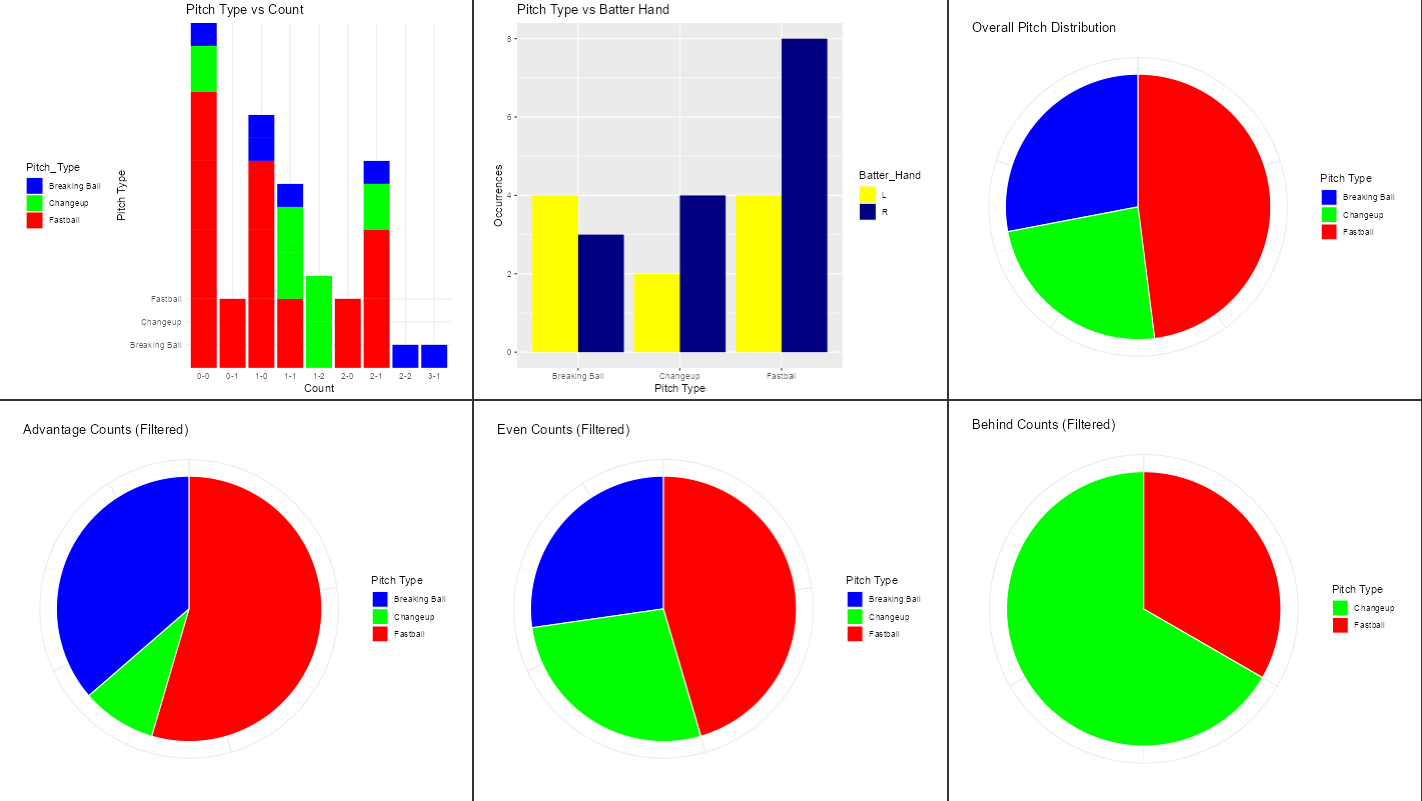 Pitch Type vs Count
Pitch_Type
Breaking Ball
Changeup
Fastball
Pitch Type
Fastball
Changeup
Breaking Ball
0-0 0-1 1-0 1-1 1-2 2-0 2-1 2-2 3-1
Count
Pitch Type vs Batter Hand
Occurrences
8
6
4
2
0
Breaking Ball Changeup Fastball
Pitch Type
Batter_Hand
L
R
Overall Pitch Distribution
Pitch Type
Breaking Ball
Changeup
Fastball
Advantage Counts (Filtered)
Pitch Type
Breaking Ball
Changeup
Fastball
Even Counts (Filtered)
Pitch Type
Breaking Ball
Changeup
Fastball
Behind Counts (Filtered)
Pitch Type
Changeup
Fastball